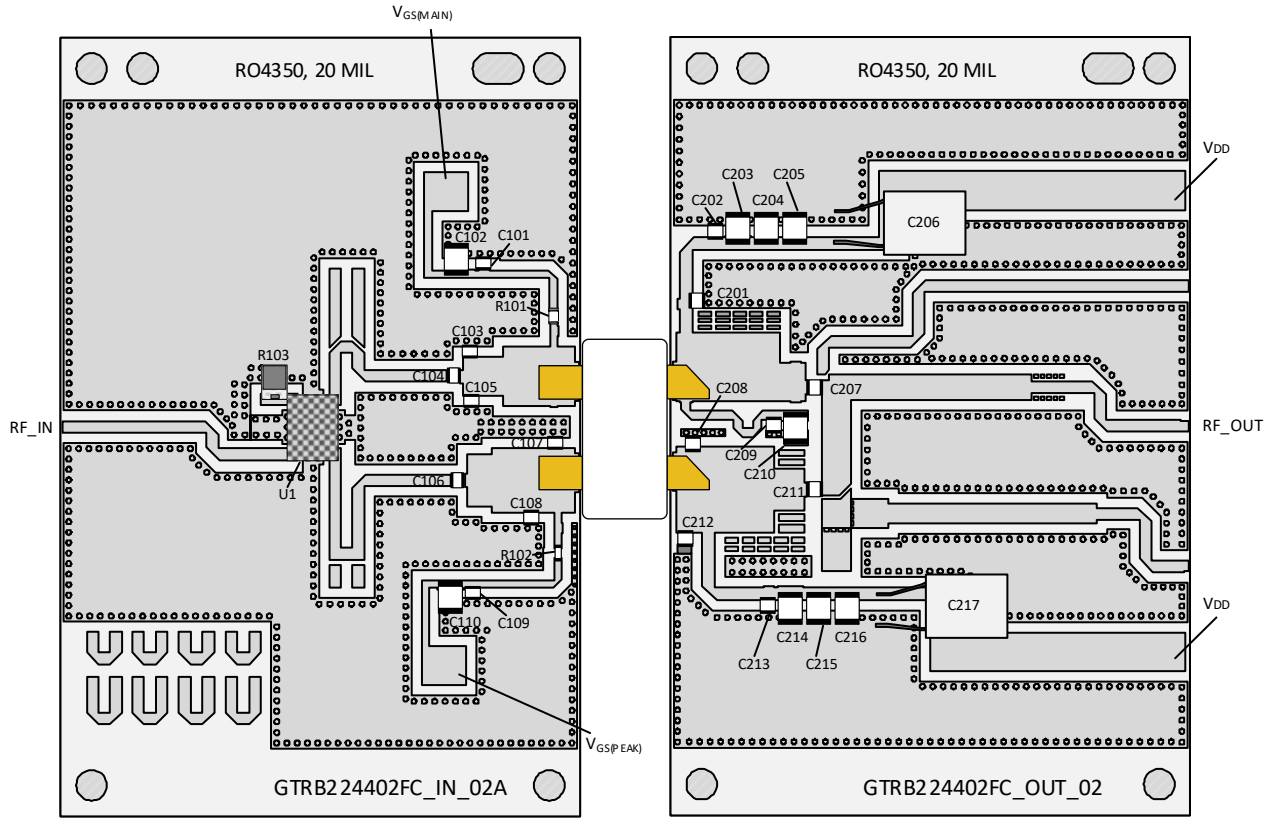 VGS(MAIN)
RO4350, 20 MIL
C102
C101
R101
C103
R103
C104
C105
RF_IN
C107
C106
U1
C108
R102
C110
C109
VGS(PEAK)
GTRB224402FC_IN_02A
RO4350, 20 MIL
VDD
C205
C203
C204
C202
C206
C201
C208
C207
RF_OUT
C209
C210
C211
C212
C217
VDD
C214
C216
C213
C215
GTRB224402FC_OUT_02